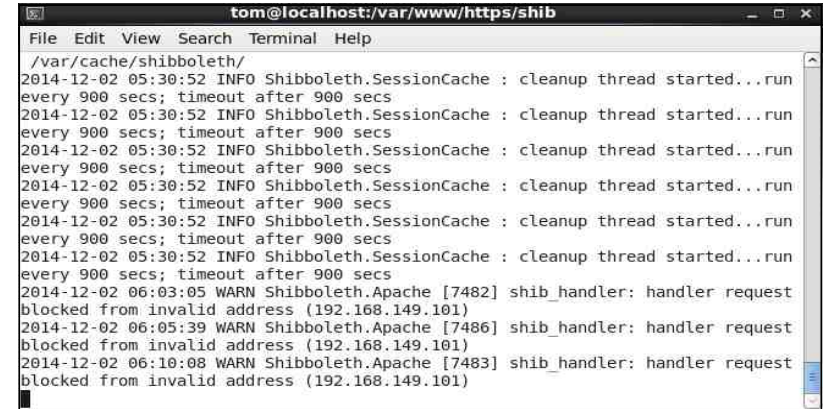 tom@localhost:/var/www/https/shib
File Edit View Search Terminal Help
/var/cache/shibboleth/
2014-12-02 05:30:52 INFO Shibboleth.SessionCache : cleanup thread started...run
every 900 secs; timeout after 900 secs
2014-12-02 05:30:52 INFO Shibboleth.SessionCache : cleanup thread started...run
every 900 secs; timeout after 900 secs
2014-12-02 05:30:52 INFO Shibboleth.SessionCache : cleanup thread started...run
every 900 secs; timeout after 900 secs
2014-12-02 05:30:52 INFO Shibboleth.SessionCache : cleanup thread started...run
every 900 secs; timeout after 900 secs
2014-12-02 05:30:52 INFO Shibboleth.SessionCache : cleanup thread started...run
every 900 secs; timeout after 900 secs
2014-12-02 05:30:52 INFO Shibboleth.SessionCache : cleanup thread started...run
every 900 secs; timeout after 900 secs
2014-12-02 06:03:05 WARN Shibboleth.Apache [7482] shib_handler: handler request
blocked from invalid address (192.168.149.101)
2014-12-02 06:05:39 WARN Shibboleth.Apache [7486] shib_handler: handler request
blocked from invalid address (192.168.149.101)
2014-12-02 06:10:08 WARN Shibboleth.Apache [7483] shib_handler: handler request
blocked from invalid address (192.168.149.101)